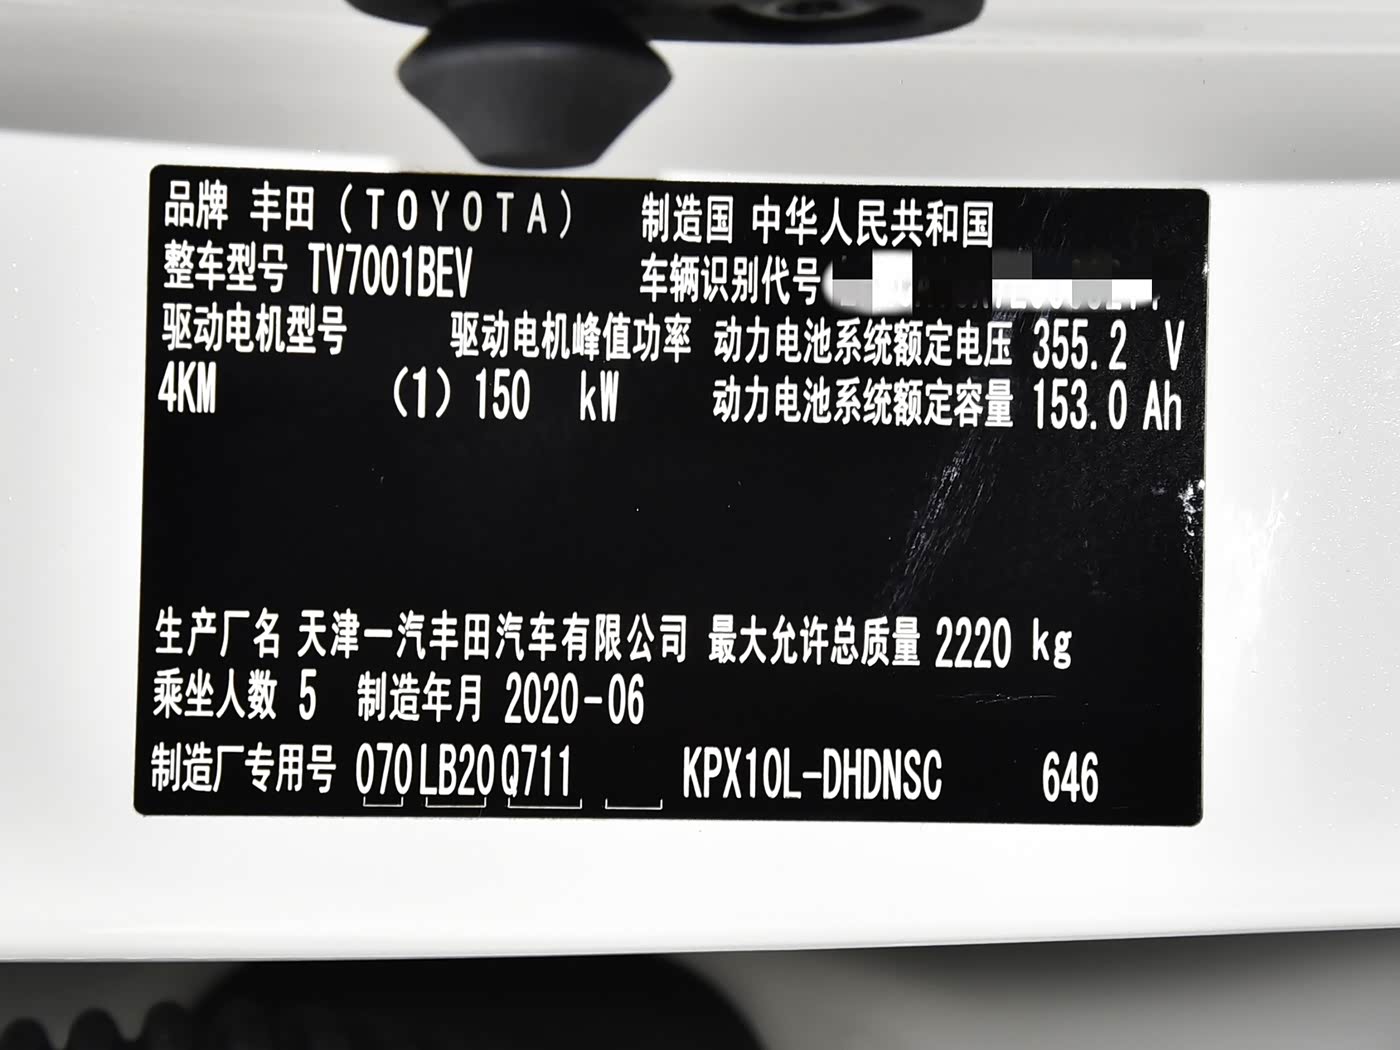 品牌 丰田 (TOYOTA) 制造国 中华人民共和国
整车型号 TV7001BEV 车辆识别代号
驱动电机型号 驱动电机峰值功率 动力电池系统额定电压 355.2 V
4KM (1) 150 kW 动力电池系统额定容量 153.0 Ah
生产厂名 天津一汽丰田汽车有限公司 最大允许总质量 2220 kg
乘坐人数 5 制造年月 2020-06
制造厂专用号 070 LB20 Q711 KPX10L-DHDNSC 646